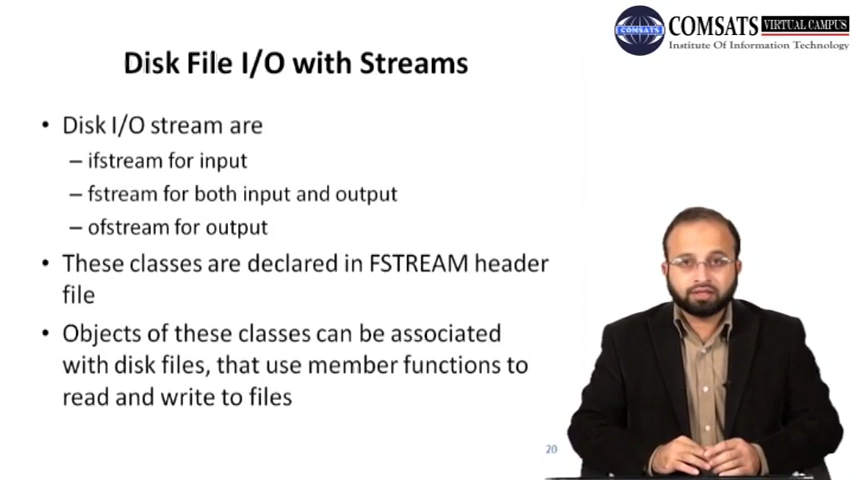 COMSATS
COMSATS
VIRTUAL CAMPUS
Institute Of Information Technology
Disk File I/O with Streams
• Disk I/O stream are
– ifstream for input
– fstream for both input and output
– ofstream for output
• These classes are declared in FSTREAM header
file
• Objects of these classes can be associated
with disk files, that use member functions to
read and write to files
20